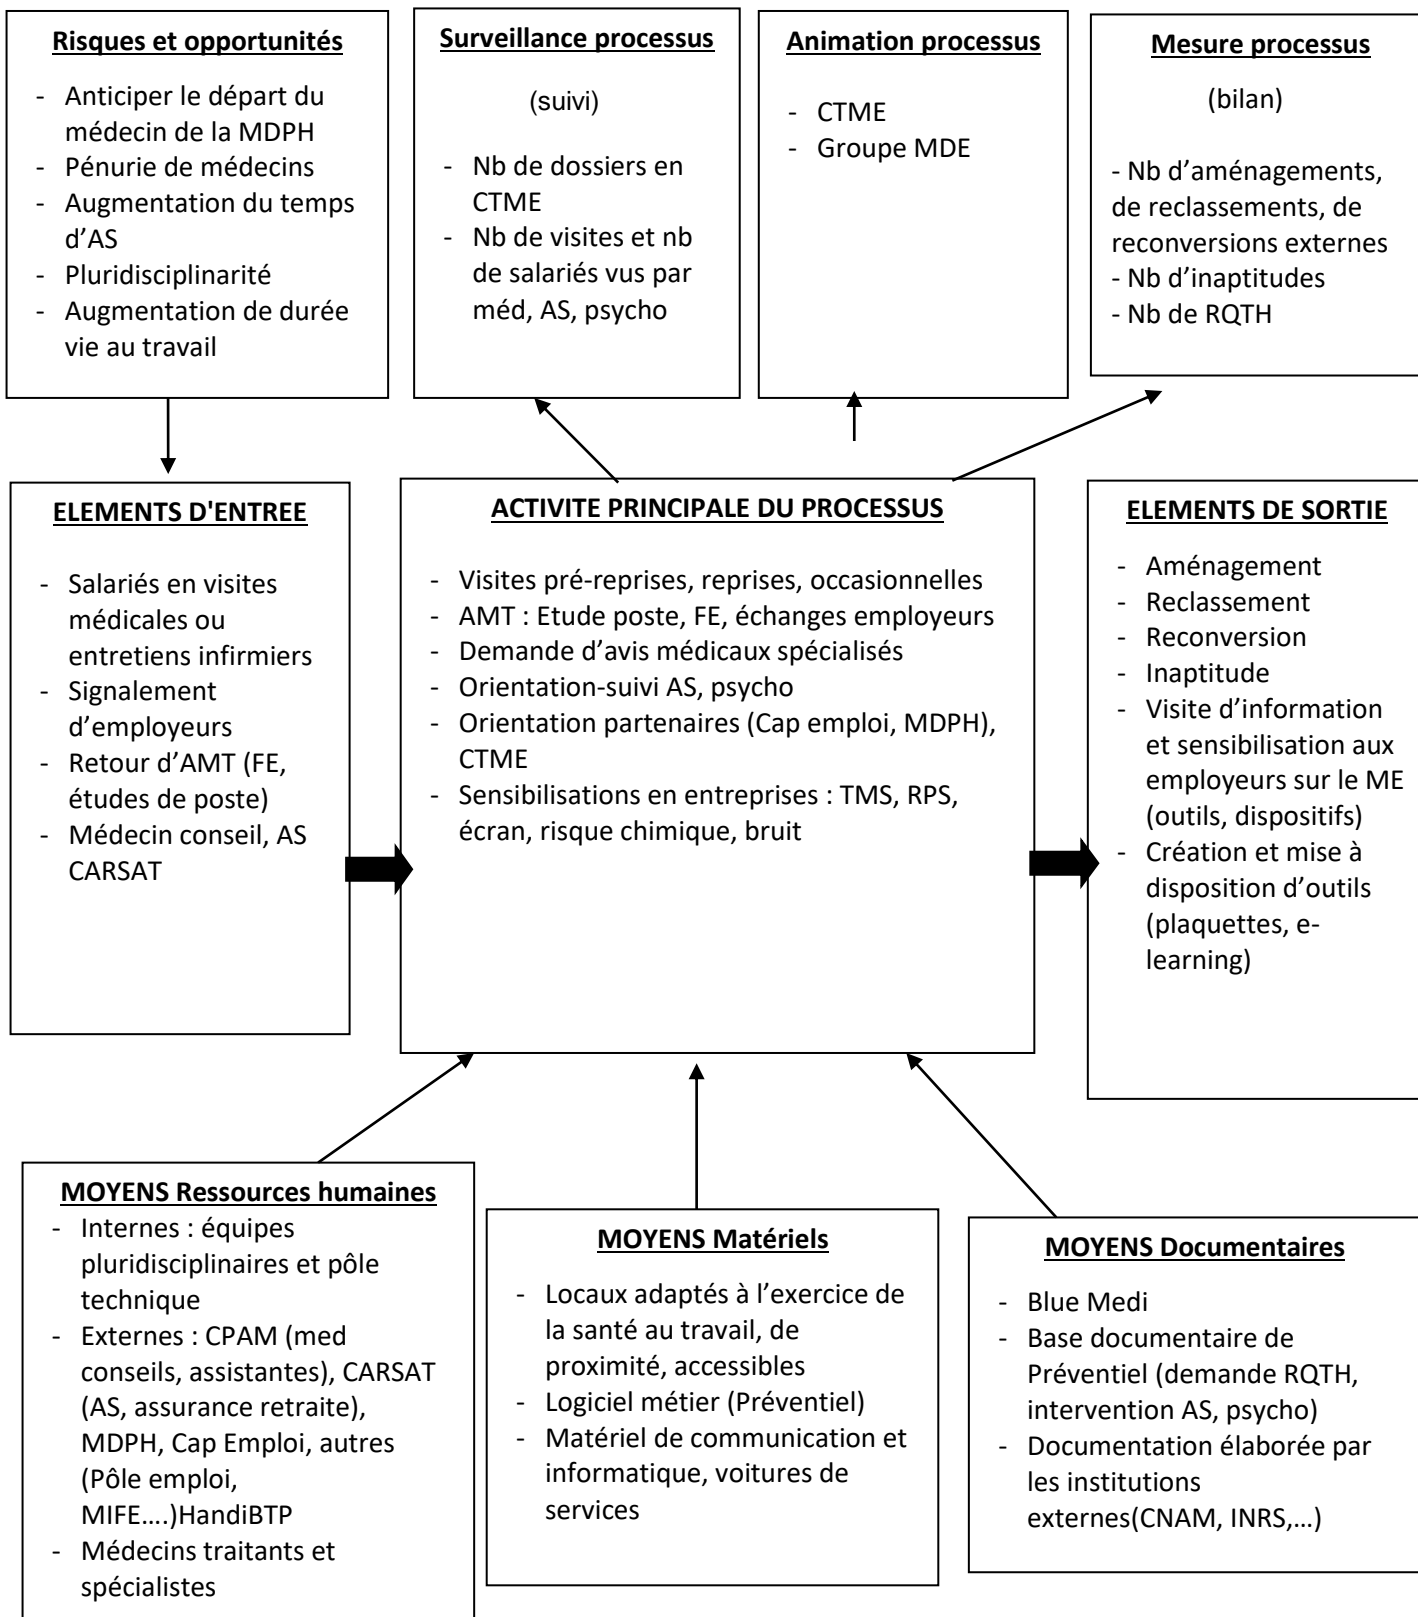 Risques et opportunités
- Anticiper le départ du
médecin de la MDPH
- Pénurie de médecins
- Augmentation du temps
d’AS
- Pluridisciplinarité
- Augmentation de durée
vie au travail
Surveillance processus
(suivi)
- Nb de dossiers en
CTME
- Nb de visites et nb
de salariés vus par
méd, AS, psycho
Animation processus
- CTME
- Groupe MDE
Mesure processus
(bilan)
- Nb d’aménagements,
de reclassements, de
reconversions externes
- Nb d’inaptitudes
- Nb de RQTH
ELEMENTS D'ENTREE
- Salariés en visites
médicales ou
entretiens infirmiers
- Signalement
d’employeurs
- Retour d’AMT (FE,
études de poste)
- Médecin conseil, AS
CARSAT
ACTIVITE PRINCIPALE DU PROCESSUS
- Visites pré-reprises, reprises, occasionnelles
- AMT : Etude poste, FE, échanges employeurs
- Demande d’avis médicaux spécialisés
- Orientation-suivi AS, psycho
- Orientation partenaires (Cap emploi, MDPH),
CTME
- Sensibilisations en entreprises : TMS, RPS,
écran, risque chimique, bruit
ELEMENTS DE SORTIE
- Aménagement
- Reclassement
- Reconversion
- Inaptitude
- Visite d’information
et sensibilisation aux
employeurs sur le ME
(outils, dispositifs)
- Création et mise à
disposition d’outils
(plaquettes, e-
learning)
MOYENS Ressources humaines
- Internes : équipes
pluridisciplinaires et pôle
technique
- Externes : CPAM (med
conseils, assistantes), CARSAT
(AS, assurance retraite),
MDPH, Cap Emploi, autres
(Pôle emploi,
MIFE….)HandiBTP
- Médecins traitants et
spécialistes
MOYENS Matériels
- Locaux adaptés à l’exercice de
la santé au travail, de
proximité, accessibles
- Logiciel métier (Préventiel)
- Matériel de communication et
informatique, voitures de
services
MOYENS Documentaires
- Blue Medi
- Base documentaire de
Préventiel (demande RQTH,
intervention AS, psycho)
- Documentation élaborée par
les institutions
externes(CNAM, INRS,…)